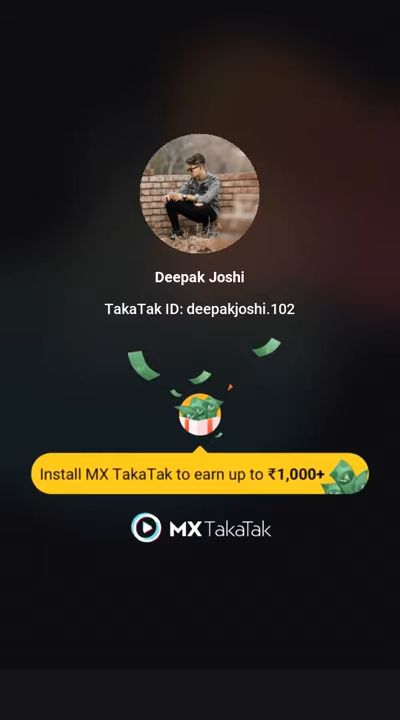 Deepak Joshi
TakaTak ID: deepakjoshi.102
Install MX TakaTak to earn up to ₹1,000+
MX TakaTak